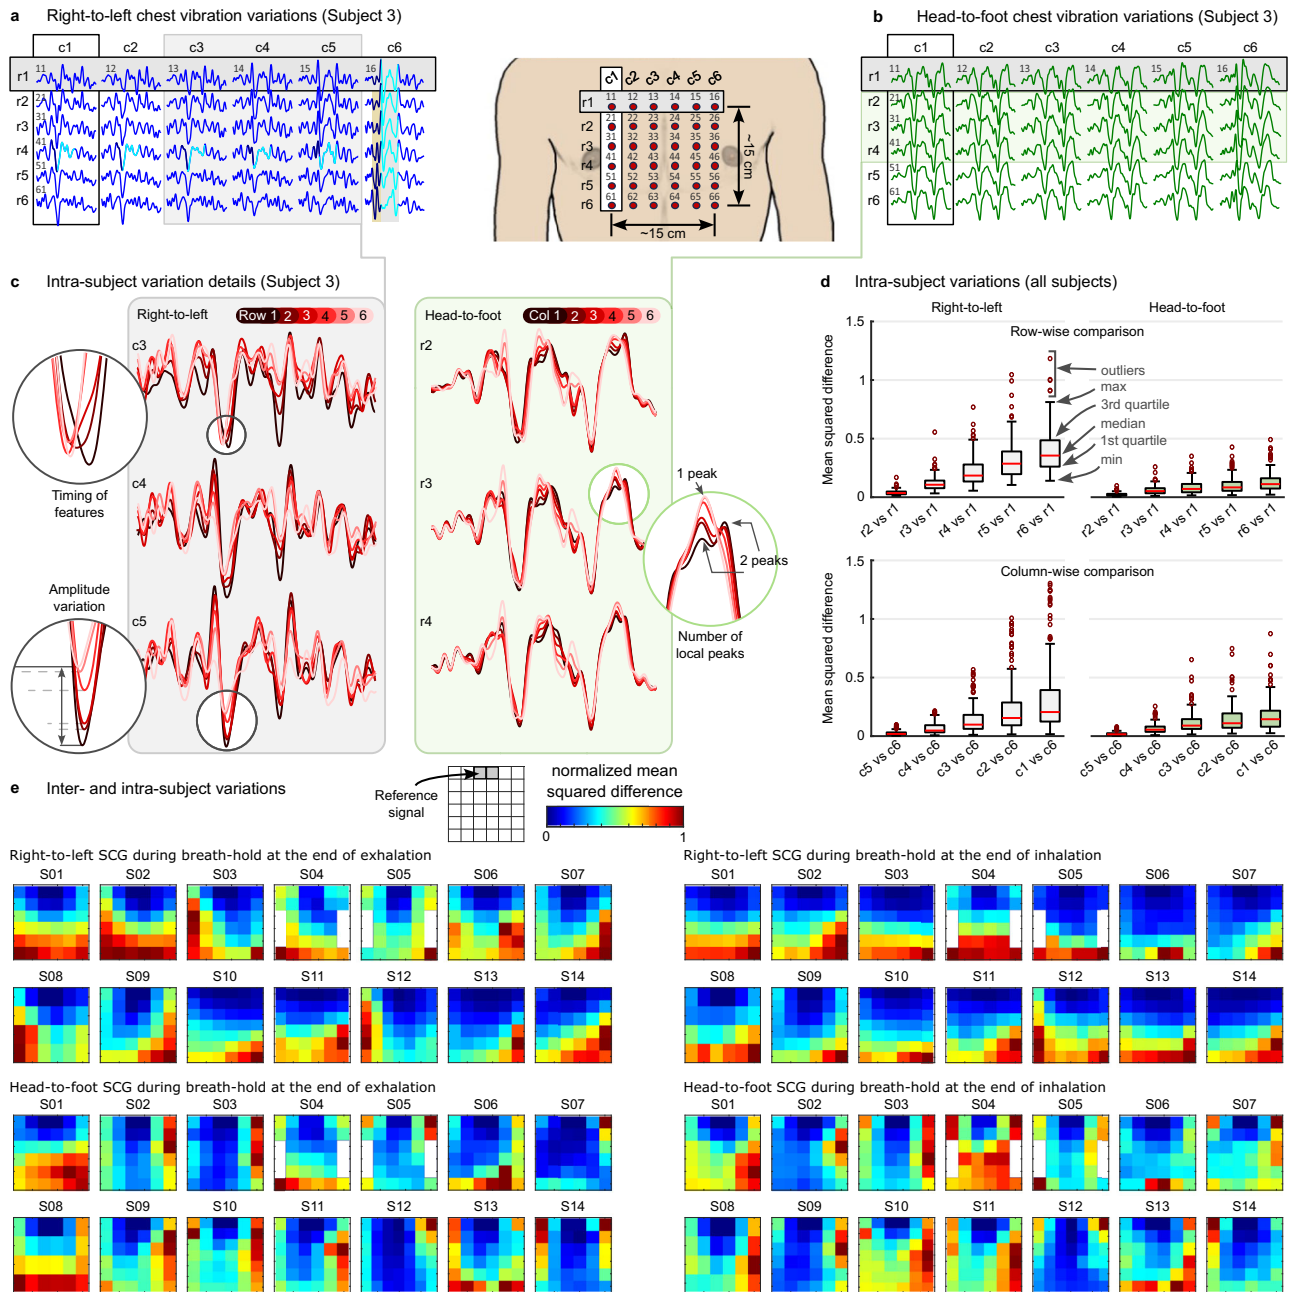 a Right-to-left chest vibration variations (Subject 3)
c1 c2 c3 c4 c5 c6
r1 11 12 13 14 15 16
r2 21
r3 31
r4 41
r5 51
r6 61
c1 c2 c3 c4 c5 c6
r1 11 12 13 14 15 16
r2 21 22 23 24 25 26
r3 31 32 33 34 35 36
r4 41 42 43 44 45 46
r5 51 52 53 54 55 56
r6 61 62 63 64 65 66
~15 cm
~15 cm
b Head-to-foot chest vibration variations (Subject 3)
c1 c2 c3 c4 c5 c6
r1 11 12 13 14 15 16
r2 21
r3 31
r4 41
r5 51
r6 61
c Intra-subject variation details (Subject 3)
Right-to-left Row 1 2 3 4 5 6
c3
c4
c5
Timing of
features
Amplitude
variation
Head-to-foot Col 1 2 3 4 5 6
r2
r3
r4
1 peak
2 peaks
Number of
local peaks
d Intra-subject variations (all subjects)
Right-to-left Head-to-foot
Row-wise comparison
Mean squared difference
1.5
1
0.5
0
outliers
max
3rd quartile
median
1st quartile
min
r2 vs r1 r3 vs r1 r4 vs r1 r5 vs r1 r6 vs r1
r2 vs r1 r3 vs r1 r4 vs r1 r5 vs r1 r6 vs r1
Column-wise comparison
Mean squared difference
1.5
1
0.5
0
c5 vs c6 c4 vs c6 c3 vs c6 c2 vs c6 c1 vs c6
c5 vs c6 c4 vs c6 c3 vs c6 c2 vs c6 c1 vs c6
e Inter- and intra-subject variations
Reference
signal
normalized mean
squared difference
0 1
Right-to-left SCG during breath-hold at the end of exhalation
S01 S02 S03 S04 S05 S06 S07
S08 S09 S10 S11 S12 S13 S14
Right-to-left SCG during breath-hold at the end of inhalation
S01 S02 S03 S04 S05 S06 S07
S08 S09 S10 S11 S12 S13 S14
Head-to-foot SCG during breath-hold at the end of exhalation
S01 S02 S03 S04 S05 S06 S07
S08 S09 S10 S11 S12 S13 S14
Head-to-foot SCG during breath-hold at the end of inhalation
S01 S02 S03 S04 S05 S06 S07
S08 S09 S10 S11 S12 S13 S14